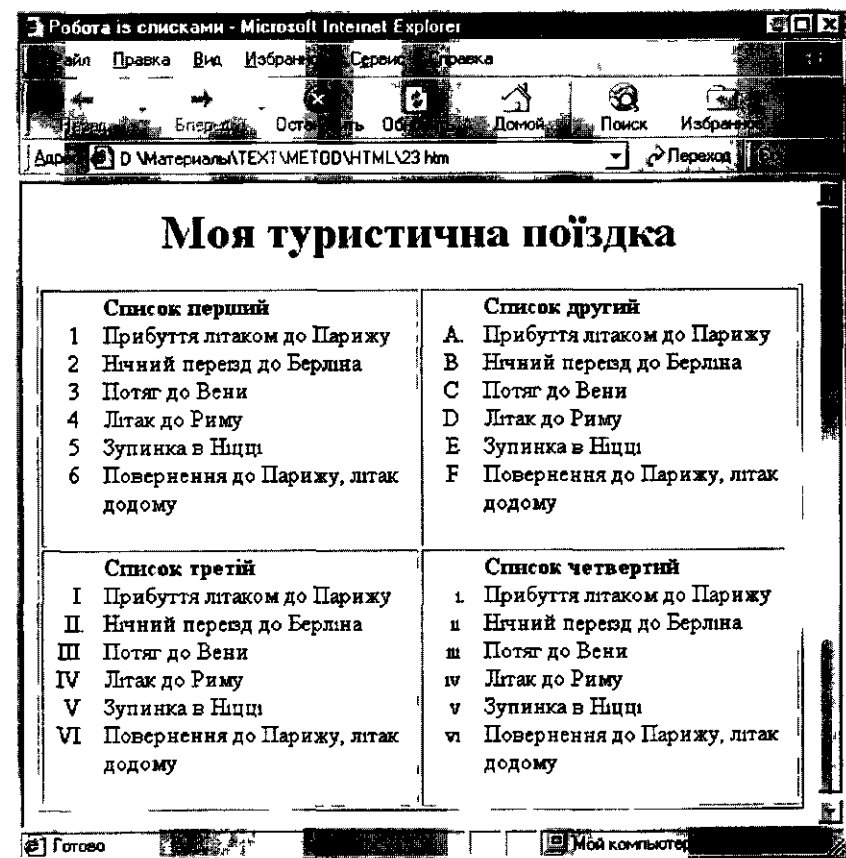 Робота із списками - Microsoft Internet Explorer
Правка Вид Сервис
Домой Поиск
D \Материалы\TEXT\METOD\HTML\23 htm Переход
Моя туристична поїздка
Список перший
1 Прибуття літаком до Парижу
2 Нічний переїзд до Берліна
3 Потяг до Вени
4 Літак до Риму
5 Зупинка в Ніцці
6 Повернення до Парижу, літак
додому
Список другий
A. Прибуття літаком до Парижу
B Нічний переїзд до Берліна
C Потяг до Вени
D Літак до Риму
E Зупинка в Ніцці
F Повернення до Парижу, літак
додому
Список третій
I Прибуття літаком до Парижу
II. Нічний переїзд до Берліна
III Потяг до Вени
IV Літак до Риму
V Зупинка в Ніцці
VI Повернення до Парижу, літак
додому
Список четвертий
i. Прибуття літаком до Парижу
ii Нічний переїзд до Берліна
iii Потяг до Вени
iv Літак до Риму
v Зупинка в Ніцці
vi Повернення до Парижу, літак
додому
Готово Мой компьютер